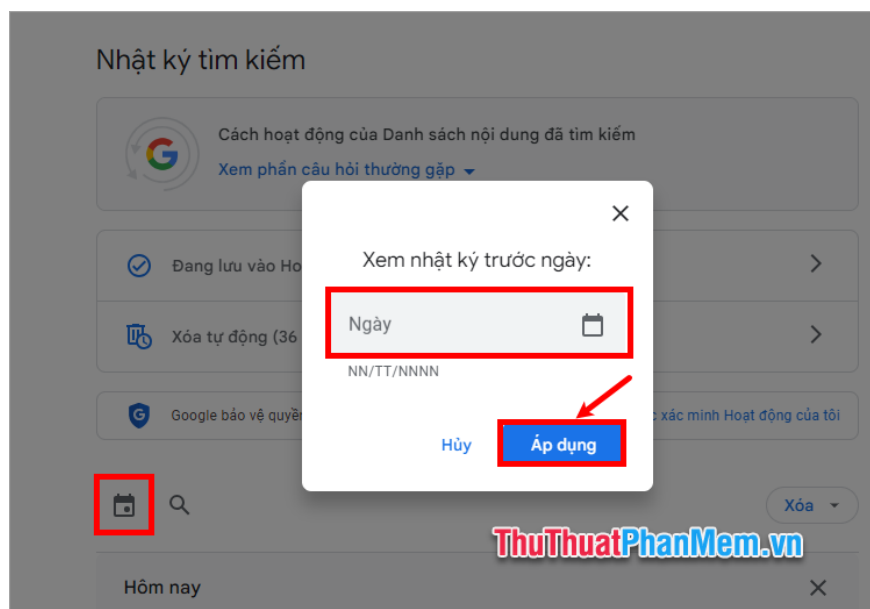 Nhật ký tìm kiếm
Cách hoạt động của Danh sách nội dung đã tìm kiếm
Xem phần câu hỏi thường gặp
Xem nhật ký trước ngày:
Đang lưu vào Ho
Ngày
Xóa tự động (36
NN/TT/NNNN
Google bảo vệ quyề
xác minh Hoạt động của tôi
Hủy
Áp dụng
Xóa
ThuThuatPhanMem.vn
Hôm nay